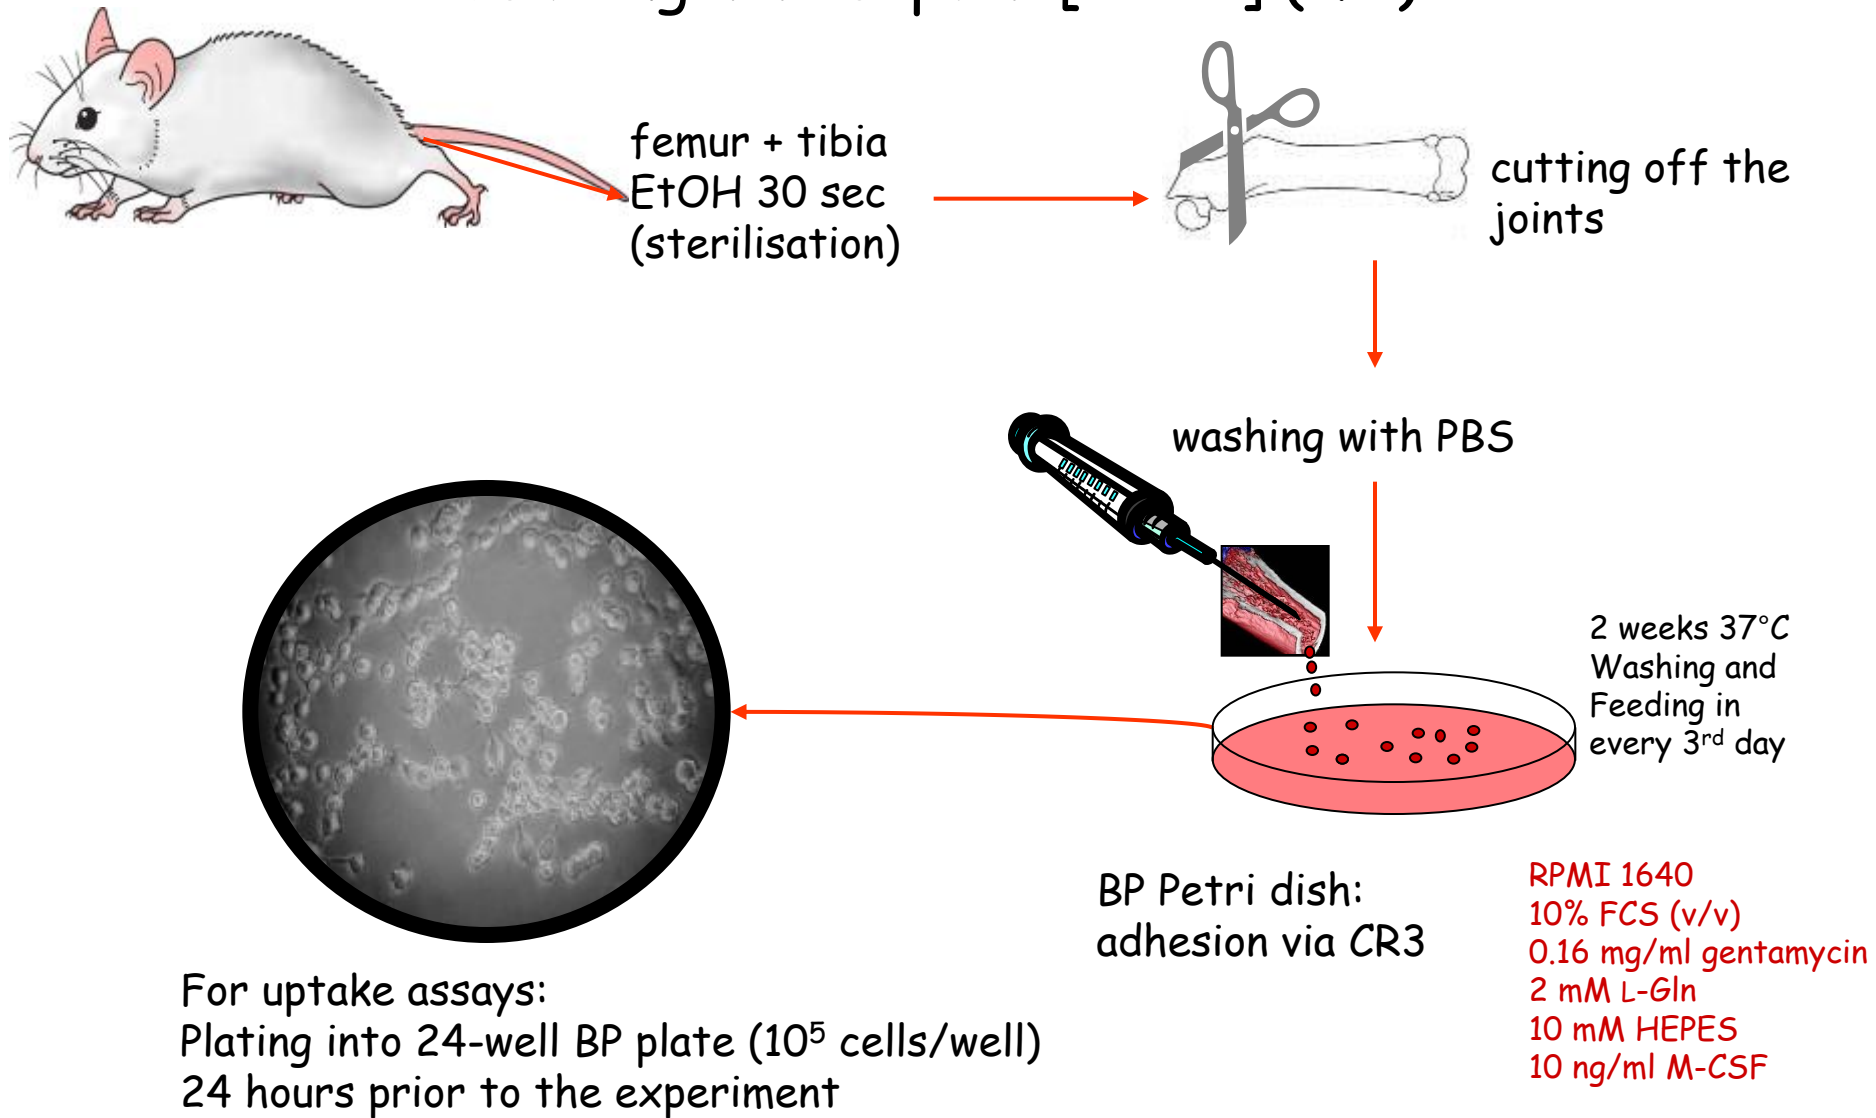 femur + tibia
EtOH 30 sec
(sterilisation)
cutting off the
joints
washing with PBS
2 weeks 37°C
Washing and
Feeding in
every 3rd day
BP Petri dish:
adhesion via CR3
RPMI 1640
10% FCS (v/v)
0.16 mg/ml gentamycin
2 mM L-Gln
10 mM HEPES
10 ng/ml M-CSF
For uptake assays:
Plating into 24-well BP plate (10⁵ cells/well)
24 hours prior to the experiment